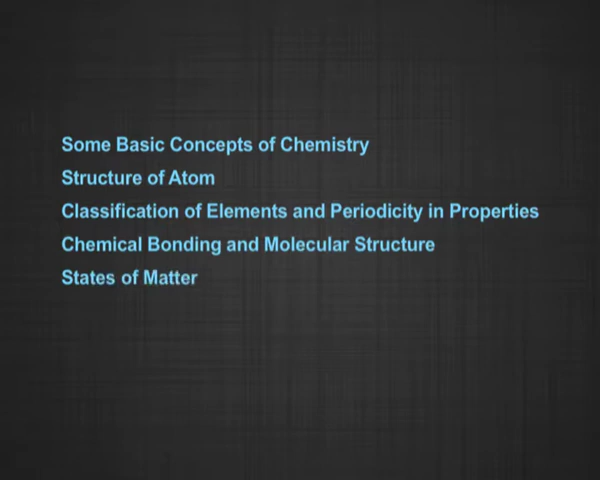 Some Basic Concepts of Chemistry
Structure of Atom
Classification of Elements and Periodicity in Properties
Chemical Bonding and Molecular Structure
States of Matter